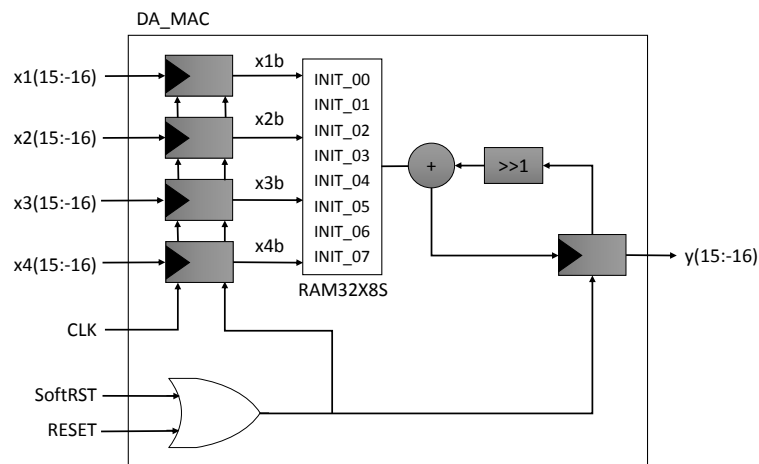 DA_MAC
x1(15:-16)
x1b
x2(15:-16)
x2b
x3(15:-16)
x3b
x4(15:-16)
x4b
INIT_00
INIT_01
INIT_02
INIT_03
INIT_04
INIT_05
INIT_06
INIT_07
RAM32X8S
+
>>1
y(15:-16)
CLK
SoftRST
RESET